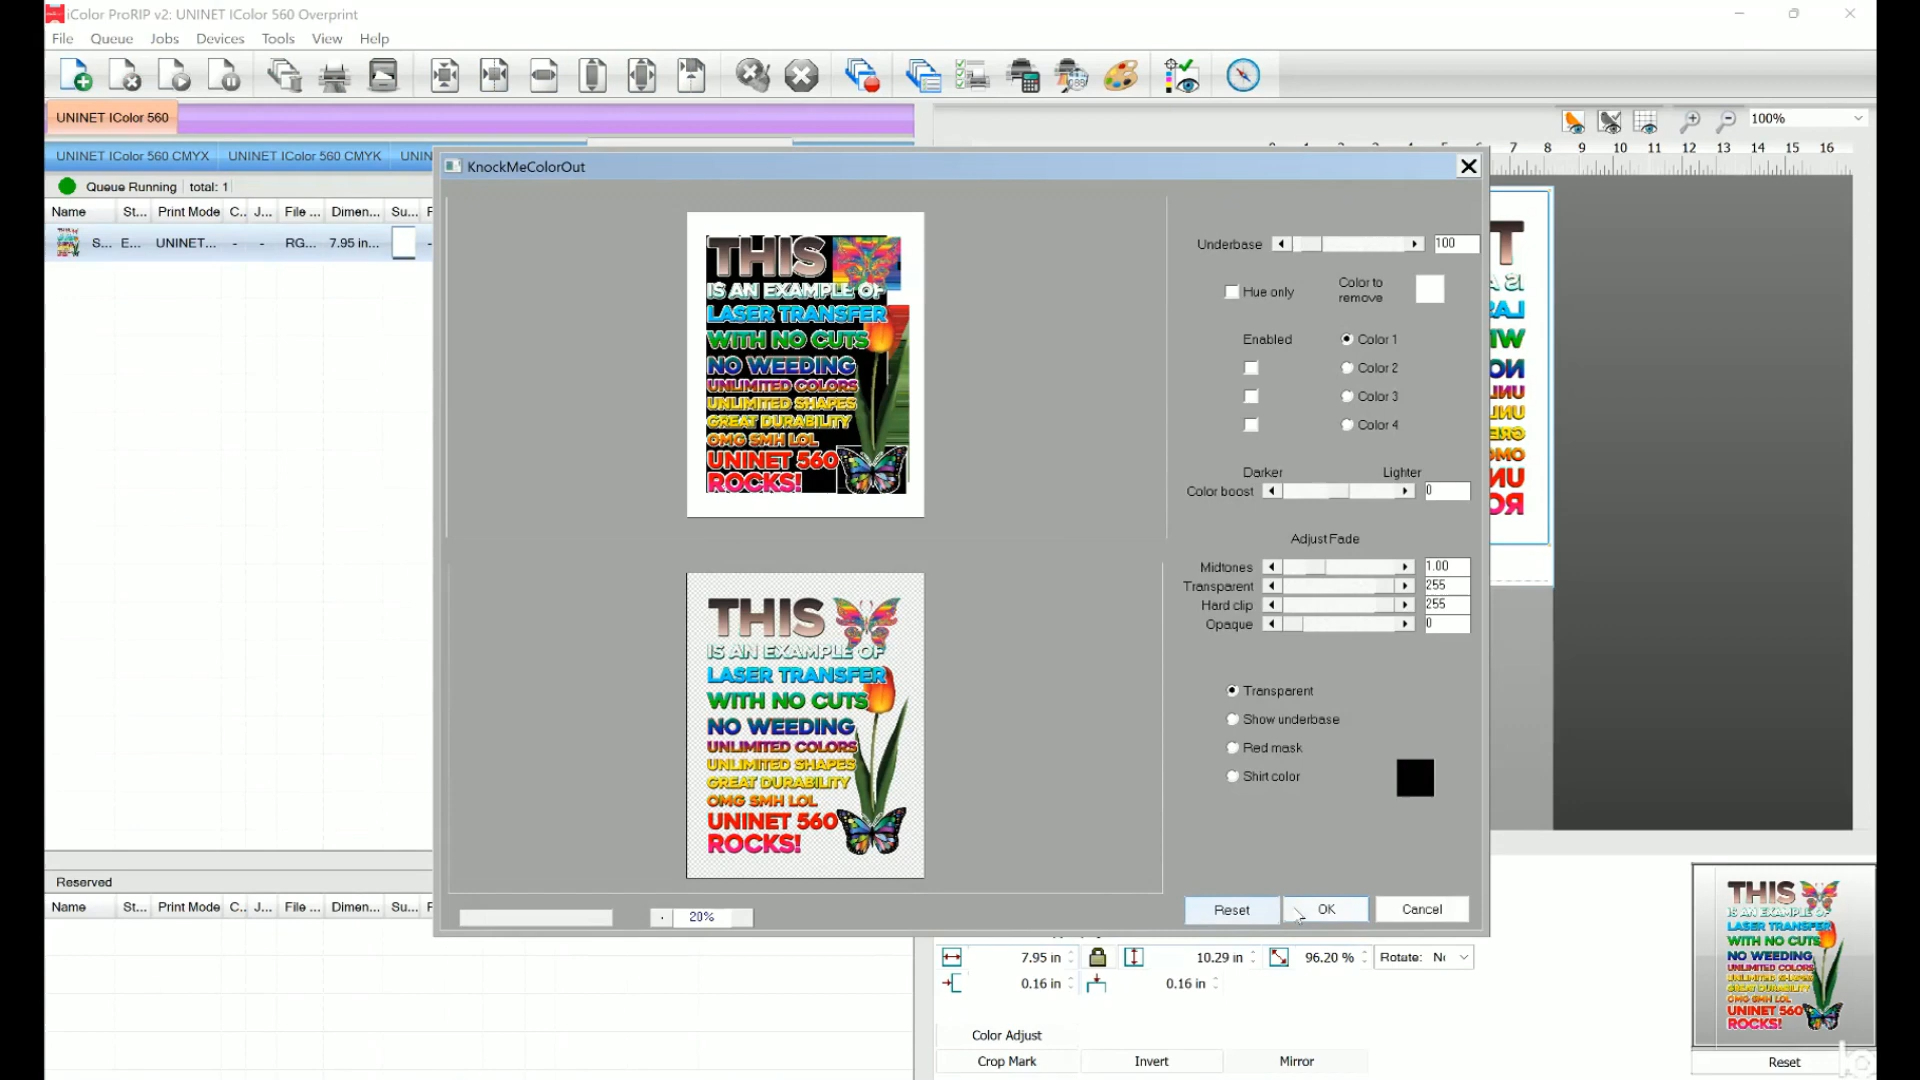 iColor ProRIP v2: UNINET IColor 560 Overprint
File Queue Jobs Devices Tools View Help
UNINET IColor 560
100%
UNINET IColor 560 CMYX UNINET IColor 560 CMYK UNIN
7 8 9 10 11 12 13 14 15 16
KnockMeColorOut
Queue Running total: 1
Name St... Print Mode C... J... File ... Dimen... Su...
S... E... UNINET... - - RG... 7.95 in... -
THIS
IS AN EXAMPLE OF
LASER TRANSFER
WITH NO CUTS
NO WEEDING
UNLIMITED COLORS
UNLIMITED SHAPES
GREAT DURABILITY
OMG SMH LOL
UNINET 560
ROCKS!
Underbase 100
Hue only Color to remove
Enabled Color 1
Color 2
Color 3
Color 4
Darker Lighter
Color boost 0
Adjust Fade
Midtones 1.00
Transparent 255
Hard clip 255
Opaque 0
THIS
IS AN EXAMPLE OF
LASER TRANSFER
WITH NO CUTS
NO WEEDING
UNLIMITED COLORS
UNLIMITED SHAPES
GREAT DURABILITY
OMG SMH LOL
UNINET 560
ROCKS!
Transparent
Show underbase
Red mask
Shirt color
20%
Reset OK Cancel
Reserved
Name St... Print Mode C... J... File ... Dimen... Su...
7.95 in 10.29 in 96.20 % Rotate:
0.16 in 0.16 in
Color Adjust
Crop Mark Invert Mirror
THIS
IS AN EXAMPLE OF
LASER TRANSFER
WITH NO CUTS
NO WEEDING
UNLIMITED COLORS
UNLIMITED SHAPES
GREAT DURABILITY
OMG SMH LOL
UNINET 560
ROCKS!
Reset